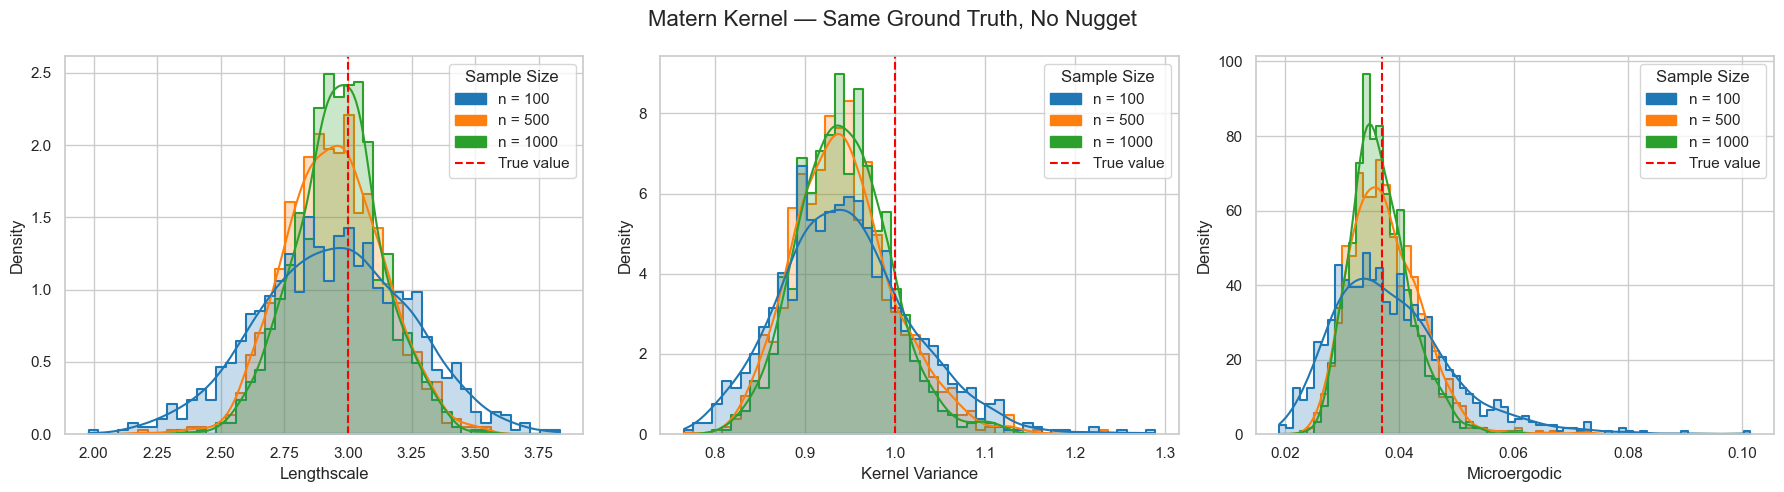 Matern Kernel — Same Ground Truth, No Nugget
Density
2.5
2.0
1.5
1.0
0.5
0.0
2.00
2.25
2.50
2.75
3.00
3.25
3.50
3.75
Lengthscale
Sample Size
n = 100
n = 500
n = 1000
True value
Density
8
6
4
2
0
0.8
0.9
1.0
1.1
1.2
1.3
Kernel Variance
Sample Size
n = 100
n = 500
n = 1000
True value
Density
100
80
60
40
20
0
0.02
0.04
0.06
0.08
0.10
Microergodic
Sample Size
n = 100
n = 500
n = 1000
True value